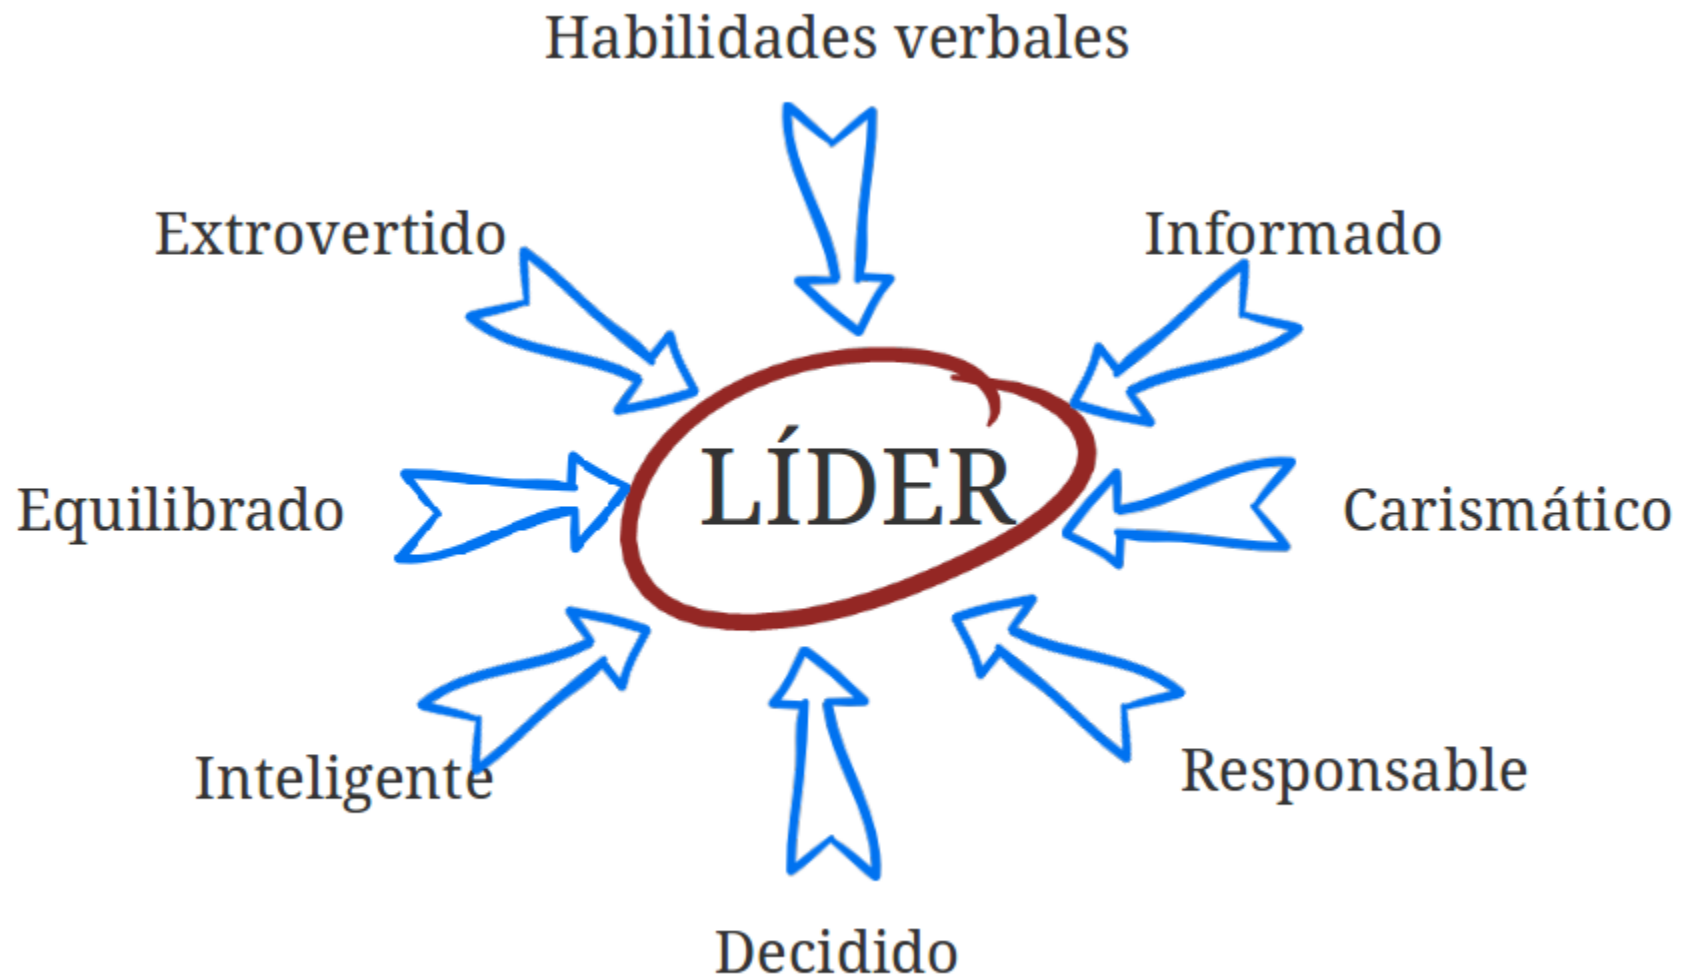 Habilidades verbales
Extrovertido
Informado
LÍDER
Equilibrado
Carismático
Inteligente
Responsable
Decidido